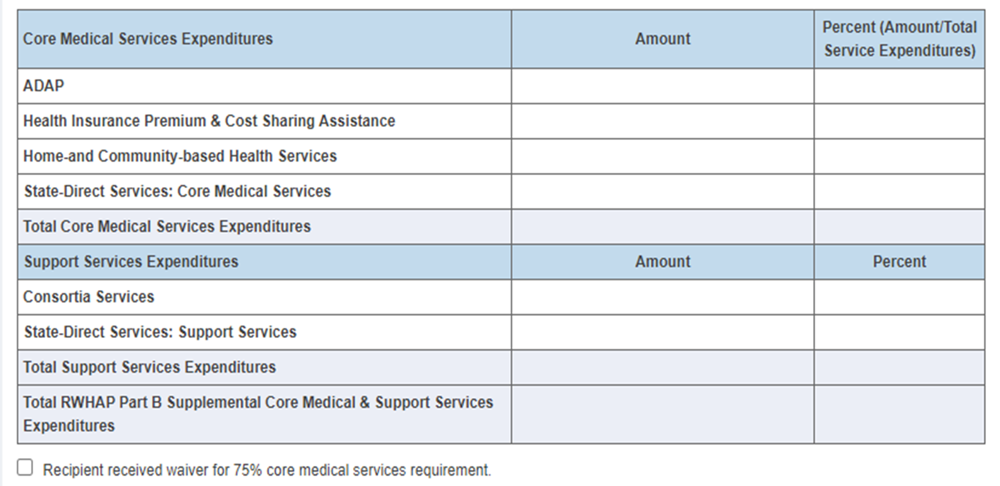 Core Medical Services Expenditures
Amount
Percent (Amount/Total
Service Expenditures)
ADAP
Health Insurance Premium & Cost Sharing Assistance
Home-and Community-based Health Services
State-Direct Services: Core Medical Services
Total Core Medical Services Expenditures
Support Services Expenditures
Amount
Percent
Consortia Services
State-Direct Services: Support Services
Total Support Services Expenditures
Total RWHAP Part B Supplemental Core Medical & Support Services
Expenditures
Recipient received waiver for 75% core medical services requirement.